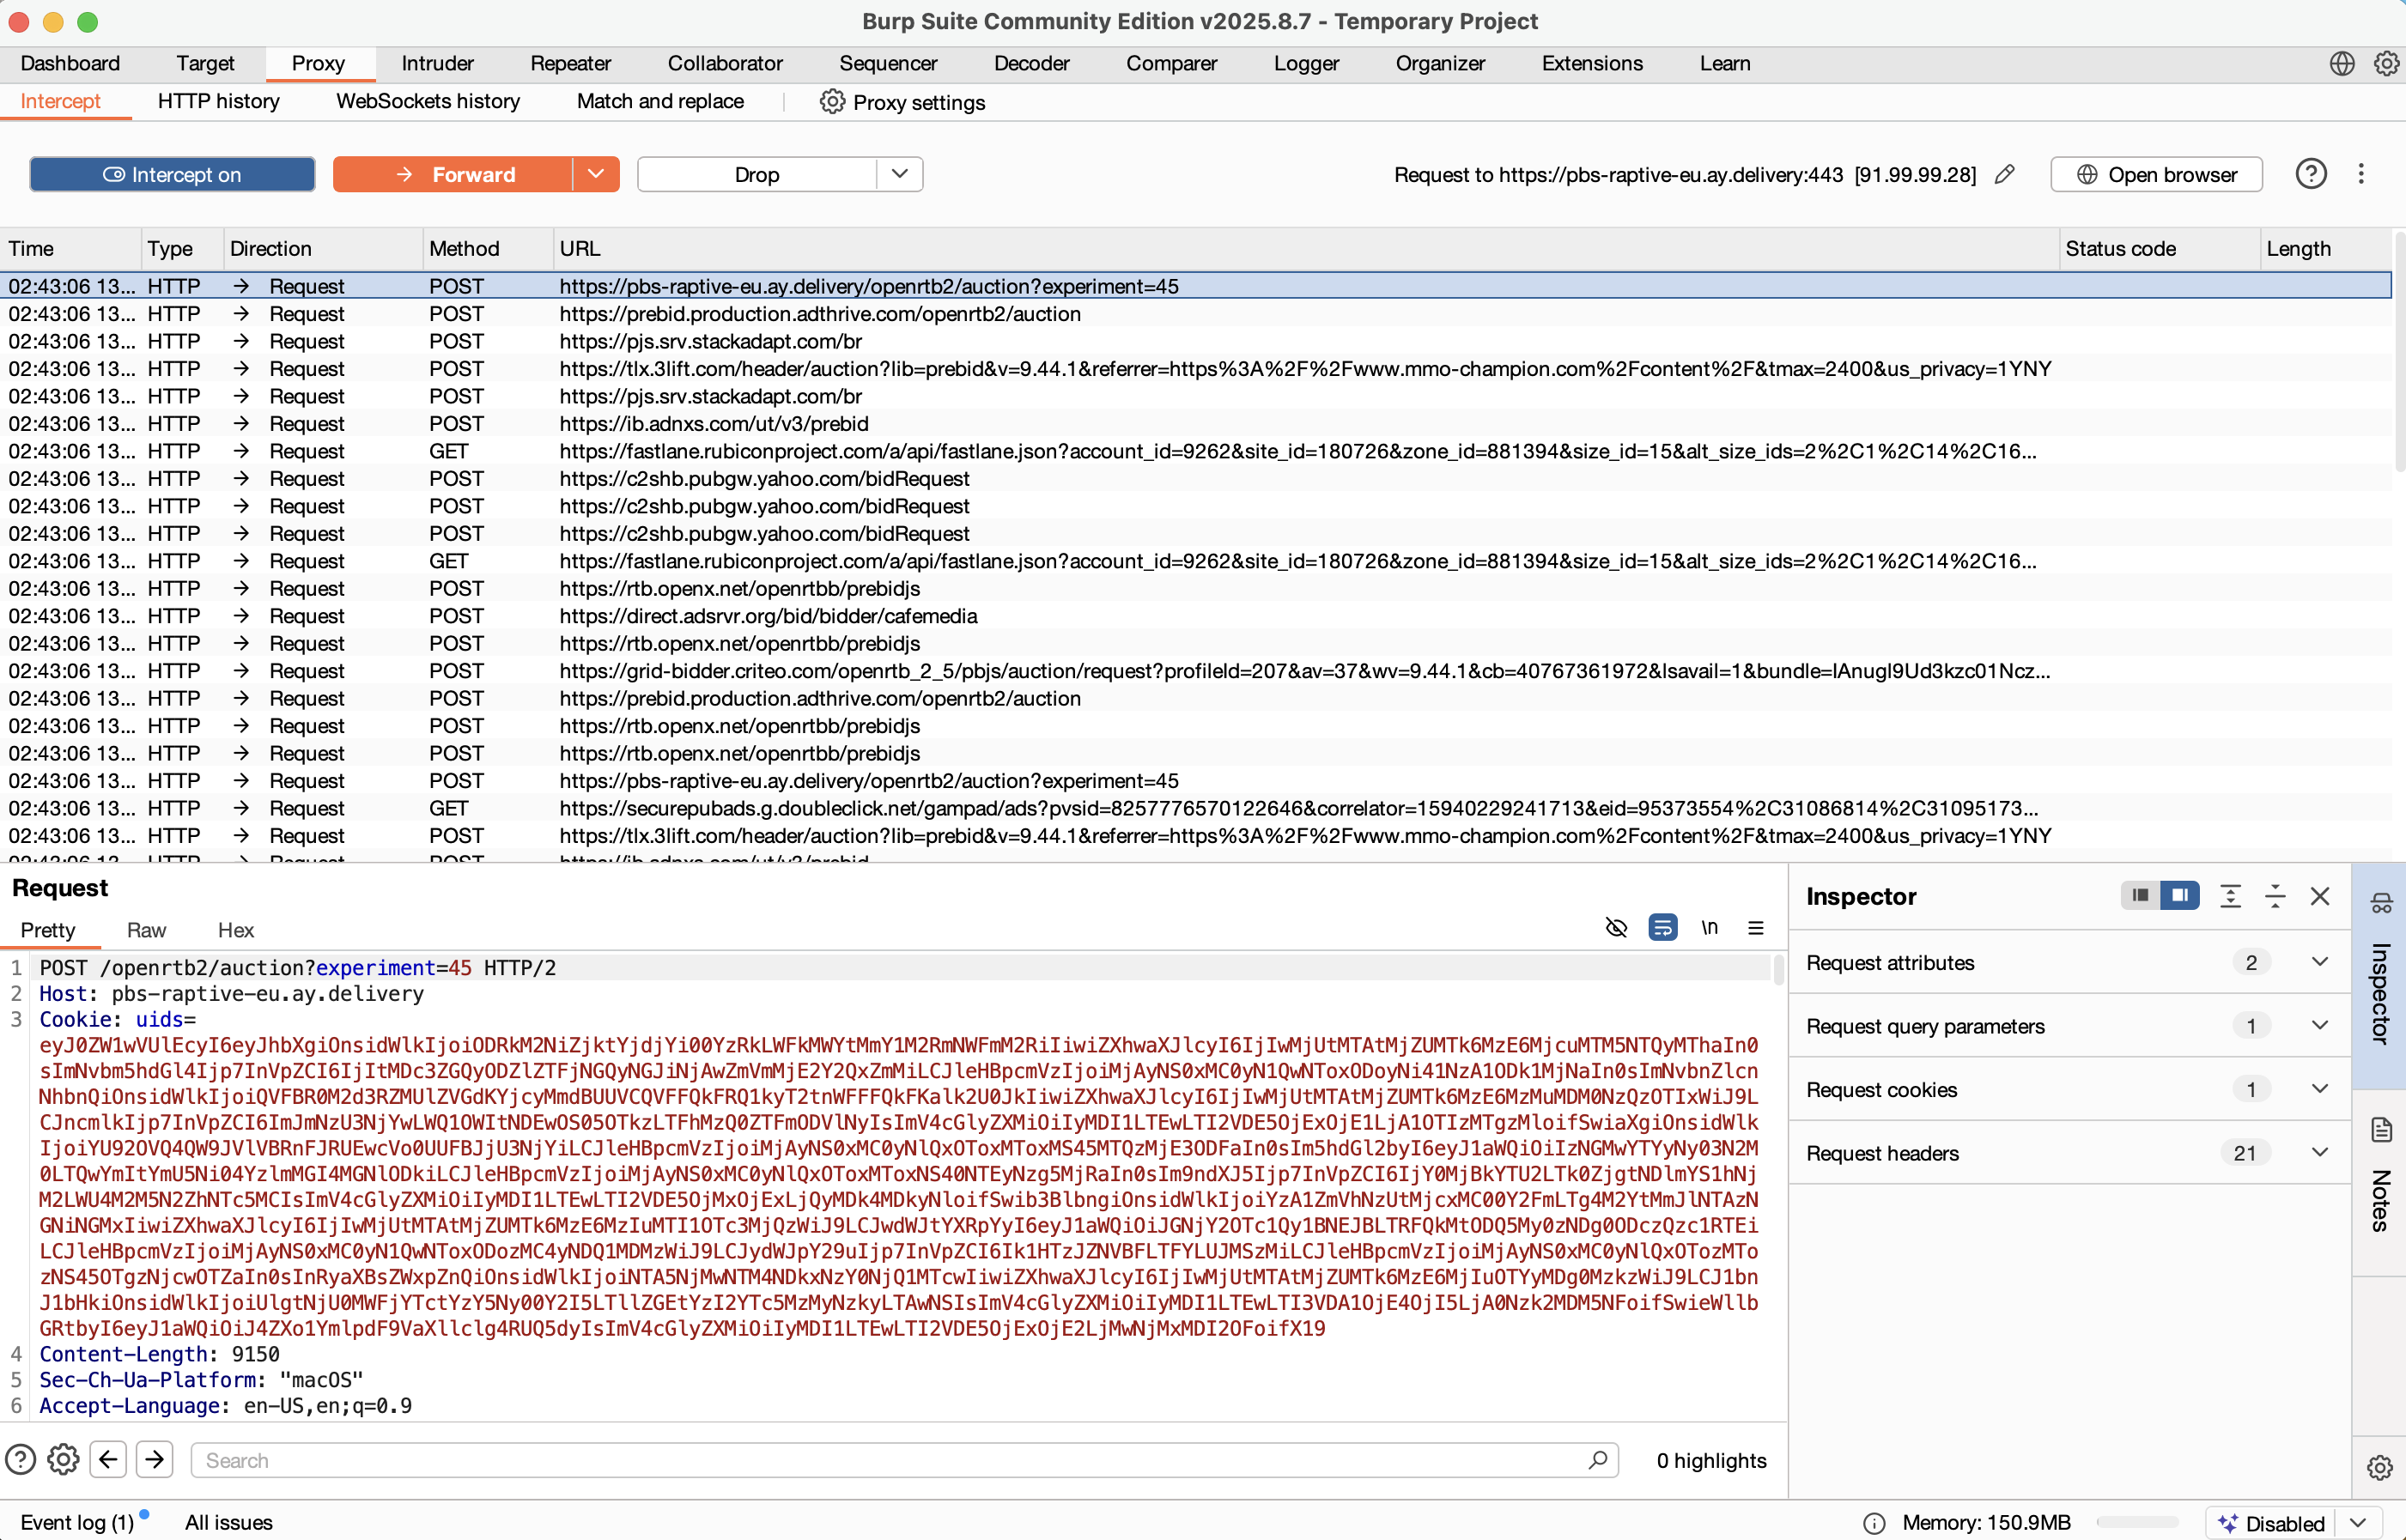 Burp Suite Community Edition v2025.8.7 - Temporary Project
Dashboard Target Proxy Intruder Repeater Collaborator Sequencer Decoder Comparer Logger Organizer Extensions Learn
Intercept HTTP history WebSockets history Match and replace Proxy settings
Intercept on Forward Drop Request to https://pbs-raptive-eu.ay.delivery:443 [91.99.99.28] Open browser
Time Type Direction Method URL Status code Length
02:43:06 13... HTTP → Request POST https://pbs-raptive-eu.ay.delivery/openrtb2/auction?experiment=45
02:43:06 13... HTTP → Request POST https://prebid.production.adthrive.com/openrtb2/auction
02:43:06 13... HTTP → Request POST https://pjs.srv.stackadapt.com/br
02:43:06 13... HTTP → Request POST https://tlx.3lift.com/header/auction?lib=prebid&v=9.44.1&referrer=https%3A%2F%2Fwww.mmo-champion.com%2Fcontent%2F&tmax=2400&us_privacy=1YNY
02:43:06 13... HTTP → Request POST https://pjs.srv.stackadapt.com/br
02:43:06 13... HTTP → Request POST https://ib.adnxs.com/ut/v3/prebid
02:43:06 13... HTTP → Request GET https://fastlane.rubiconproject.com/a/api/fastlane.json?account_id=9262&site_id=180726&zone_id=881394&size_id=15&alt_size_ids=2%2C1%2C14%2C16...
02:43:06 13... HTTP → Request POST https://c2shb.pubgw.yahoo.com/bidRequest
02:43:06 13... HTTP → Request POST https://c2shb.pubgw.yahoo.com/bidRequest
02:43:06 13... HTTP → Request POST https://c2shb.pubgw.yahoo.com/bidRequest
02:43:06 13... HTTP → Request GET https://fastlane.rubiconproject.com/a/api/fastlane.json?account_id=9262&site_id=180726&zone_id=881394&size_id=15&alt_size_ids=2%2C1%2C14%2C16...
02:43:06 13... HTTP → Request POST https://rtb.openx.net/openrtbb/prebidjs
02:43:06 13... HTTP → Request POST https://direct.adsrvr.org/bid/bidder/cafemedia
02:43:06 13... HTTP → Request POST https://rtb.openx.net/openrtbb/prebidjs
02:43:06 13... HTTP → Request POST https://grid-bidder.criteo.com/openrtb_2_5/pbjs/auction/request?profileId=207&av=37&wv=9.44.1&cb=40767361972&lsavail=1&bundle=lAnugl9Ud3kzc01Ncz...
02:43:06 13... HTTP → Request POST https://prebid.production.adthrive.com/openrtb2/auction
02:43:06 13... HTTP → Request POST https://rtb.openx.net/openrtbb/prebidjs
02:43:06 13... HTTP → Request POST https://rtb.openx.net/openrtbb/prebidjs
02:43:06 13... HTTP → Request POST https://pbs-raptive-eu.ay.delivery/openrtb2/auction?experiment=45
02:43:06 13... HTTP → Request GET https://securepubads.g.doubleclick.net/gampad/ads?pvsid=8257776570122646&correlator=15940229241713&eid=95373554%2C31086814%2C31095173...
02:43:06 13... HTTP → Request POST https://tlx.3lift.com/header/auction?lib=prebid&v=9.44.1&referrer=https%3A%2F%2Fwww.mmo-champion.com%2Fcontent%2F&tmax=2400&us_privacy=1YNY
02:43:06 13... HTTP → Request POST https://ib.adnxs.com/ut/v3/prebid
Request
Pretty Raw Hex \n
1 POST /openrtb2/auction?experiment=45 HTTP/2
2 Host: pbs-raptive-eu.ay.delivery
3 Cookie: uids=
4 Content-Length: 9150
5 Sec-Ch-Ua-Platform: "macOS"
6 Accept-Language: en-US,en;q=0.9
Search 0 highlights
Inspector
Request attributes 2
Request query parameters 1
Request cookies 1
Request headers 21
Inspector
Notes
Event log (1) All issues Memory: 150.9MB Disabled